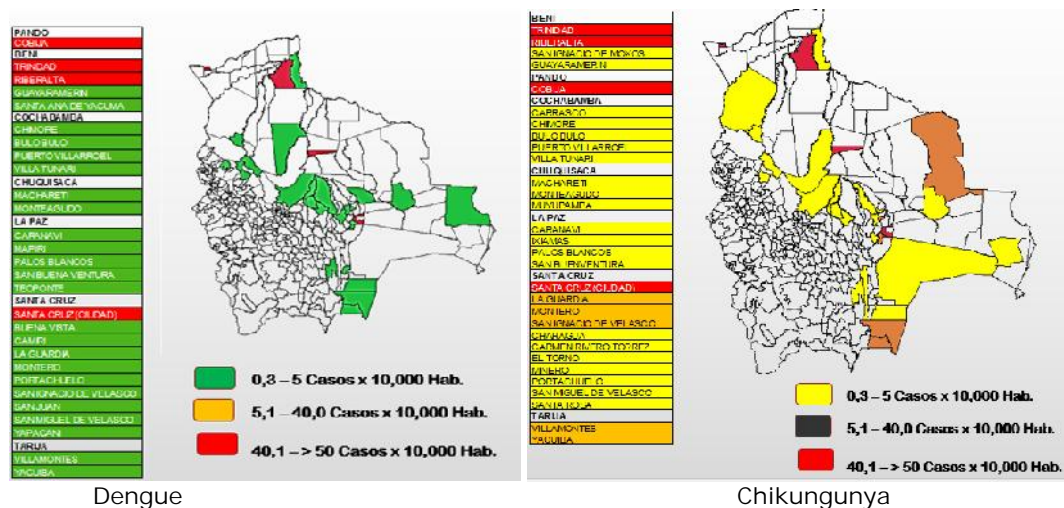 PANDO
COBIJA
BENI
TRINIDAD
RIBERALTA
GUAYARAMERIN
SANTA ANA DE YACUMA
COCHABAMBA
CHIMORE
BULO BULO
PUERTO VILLARROEL
VILLA TUNARI
CHUQUISACA
MACHARETI
MONTEAGUDO
LA PAZ
CARANAVI
MAPIRI
PALOS BLANCOS
SAN BUENA VENTURA
TEOPONTE
SANTA CRUZ
SANTA CRUZ (CIUDAD)
BUENA VISTA
CAMIRI
LA GUARDIA
MONTERO
PORTACHUELO
SAN IGNACIO DE VELASCO
SAN JUAN
SAN MIGUEL DE VELASCO
YAPACANI
TARIJA
VILLAMONTES
YACUIBA
0,3 – 5 Casos x 10,000 Hab.
5,1 – 40,0 Casos x 10,000 Hab.
40,1 – > 50 Casos x 10,000 Hab.
Dengue
BENI
TRINIDAD
RIBERALTA
SAN IGNACIO DE MOXOS
GUAYARAMERIN
PANDO
COBIJA
COCHABAMBA
CARRASCO
CHIMORE
BULO BULO
PUERTO VILLARROEL
VILLA TUNARI
CHUQUISACA
MACHARETI
MONTEAGUDO
MUYUPAMPA
LA PAZ
CARANAVI
IXIAMAS
PALOS BLANCOS
SAN BUENVENTURA
SANTA CRUZ
SANTA CRUZ (CIUDAD)
LA GUARDIA
MONTERO
SAN IGNACIO DE VELASCO
CHARAGUA
CARMEN RIVERO TORREZ
EL TORNO
MINERO
PORTACHUELO
SAN MIGUEL DE VELASCO
SANTA ROSA
TARIJA
VILLAMONTES
YACUIBA
0,3 – 5 Casos x 10,000 Hab.
5,1 – 40,0 Casos x 10,000 Hab.
40,1 – > 50 Casos x 10,000 Hab.
Chikungunya